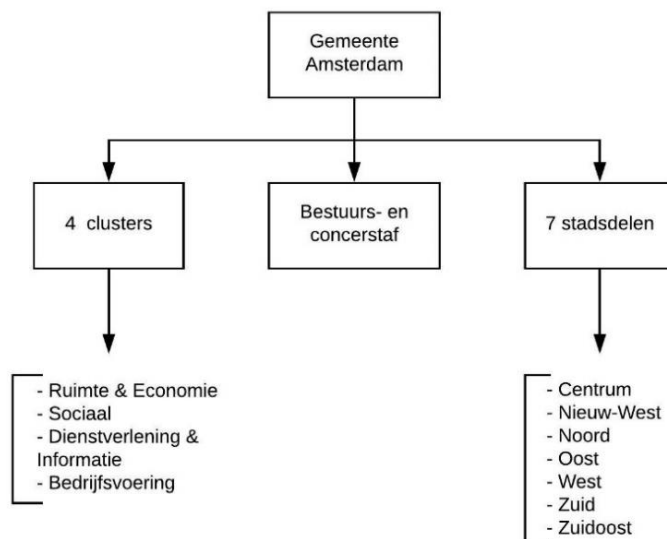 Gemeente
Amsterdam
4 clusters
Bestuurs- en
concerstaf
7 stadsdelen
- Ruimte & Economie
- Sociaal
- Dienstverlening &
Informatie
- Bedrijfsvoering
- Centrum
- Nieuw-West
- Noord
- Oost
- West
- Zuid
- Zuidoost